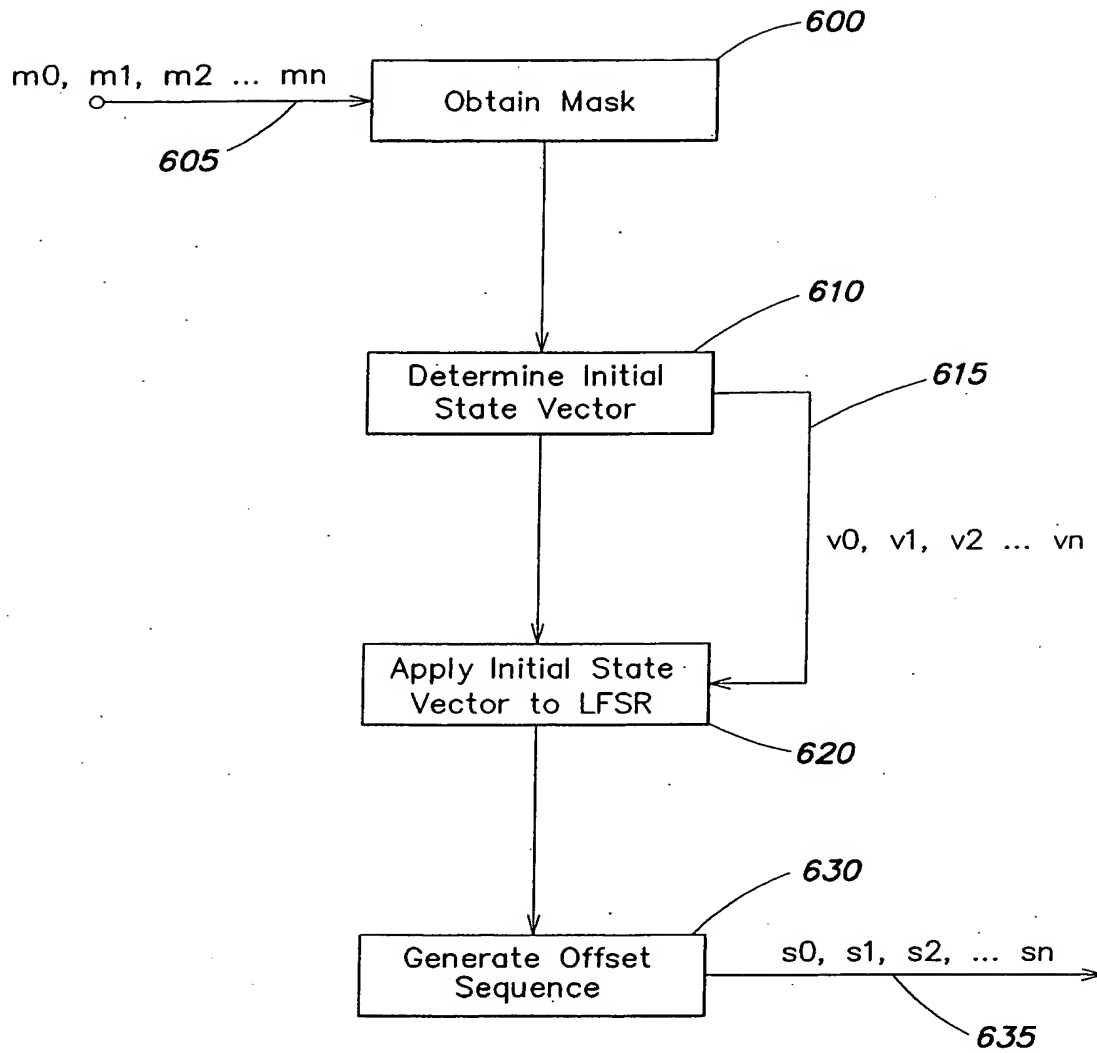 600
m0, m1, m2 ... mn
Obtain Mask
605
610
Determine Initial
State Vector
615
v0, v1, v2 ... vn
Apply Initial State
Vector to LFSR
620
630
Generate Offset
Sequence
s0, s1, s2, ... sn
635